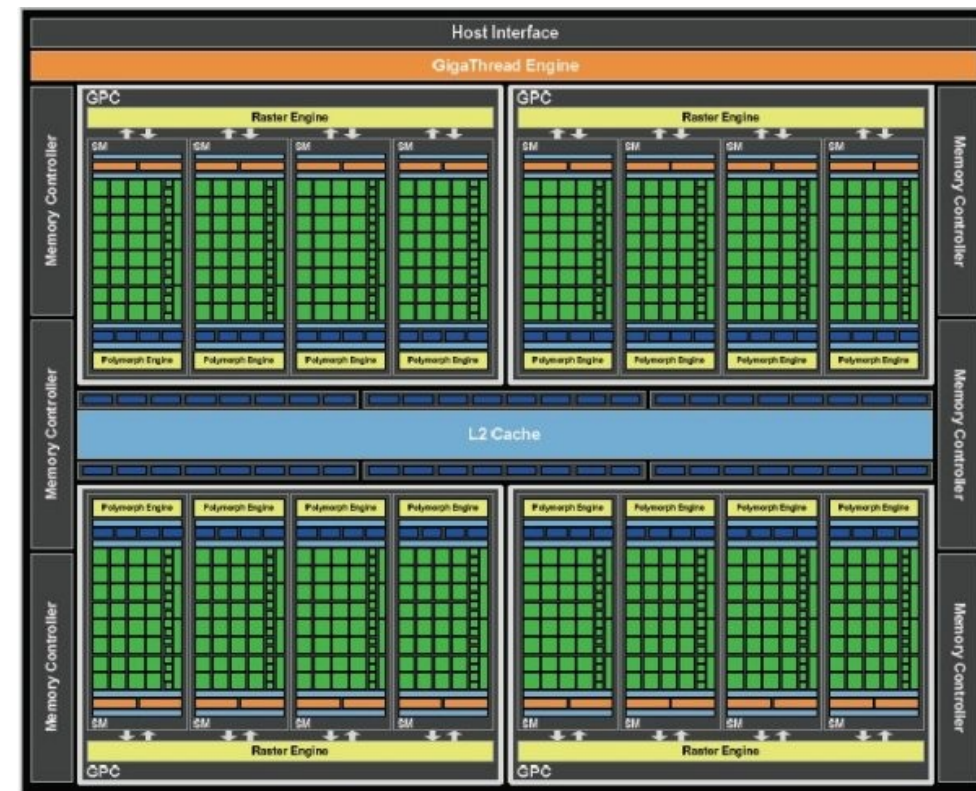 Host Interface
GigaThread Engine
Memory Controller
Memory Controller
Memory Controller
GPC
Raster Engine
SM SM SM SM
Polymorph Engine Polymorph Engine Polymorph Engine Polymorph Engine
GPC
Raster Engine
SM SM SM SM
Polymorph Engine Polymorph Engine Polymorph Engine Polymorph Engine
L2 Cache
Polymorph Engine Polymorph Engine Polymorph Engine Polymorph Engine
SM SM SM SM
Raster Engine
GPC
Polymorph Engine Polymorph Engine Polymorph Engine Polymorph Engine
SM SM SM SM
Raster Engine
GPC
Memory Controller
Memory Controller
Memory Controller